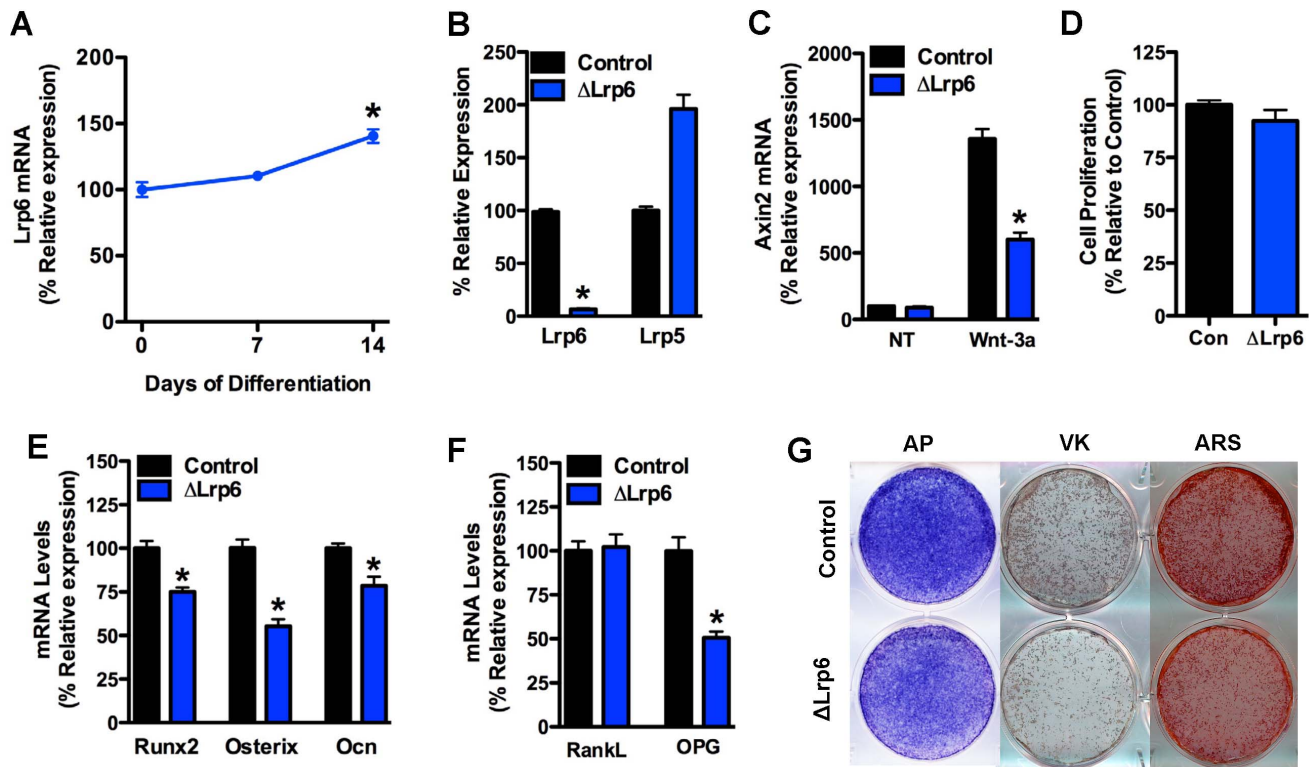 A
Lrp6 mRNA
(% Relative expression)
200
150
100
50
0
*
0 7 14
Days of Differentiation
B
% Relative Expression
250
200
150
100
50
0
Control
ΔLrp6
*
Lrp6 Lrp5
C
Axin2 mRNA
(% Relative expression)
2000
1500
1000
500
0
Control
ΔLrp6
*
NT Wnt-3a
D
Cell Proliferation
(% Relative to Control)
125
100
75
50
25
0
Con ΔLrp6
E
mRNA Levels
(% Relative expression)
150
125
100
75
50
25
0
Control
ΔLrp6
* * *
Runx2 Osterix Ocn
F
mRNA Levels
(% Relative expression)
150
125
100
75
50
25
0
Control
ΔLrp6
*
RankL OPG
G
AP VK ARS
Control
ΔLrp6